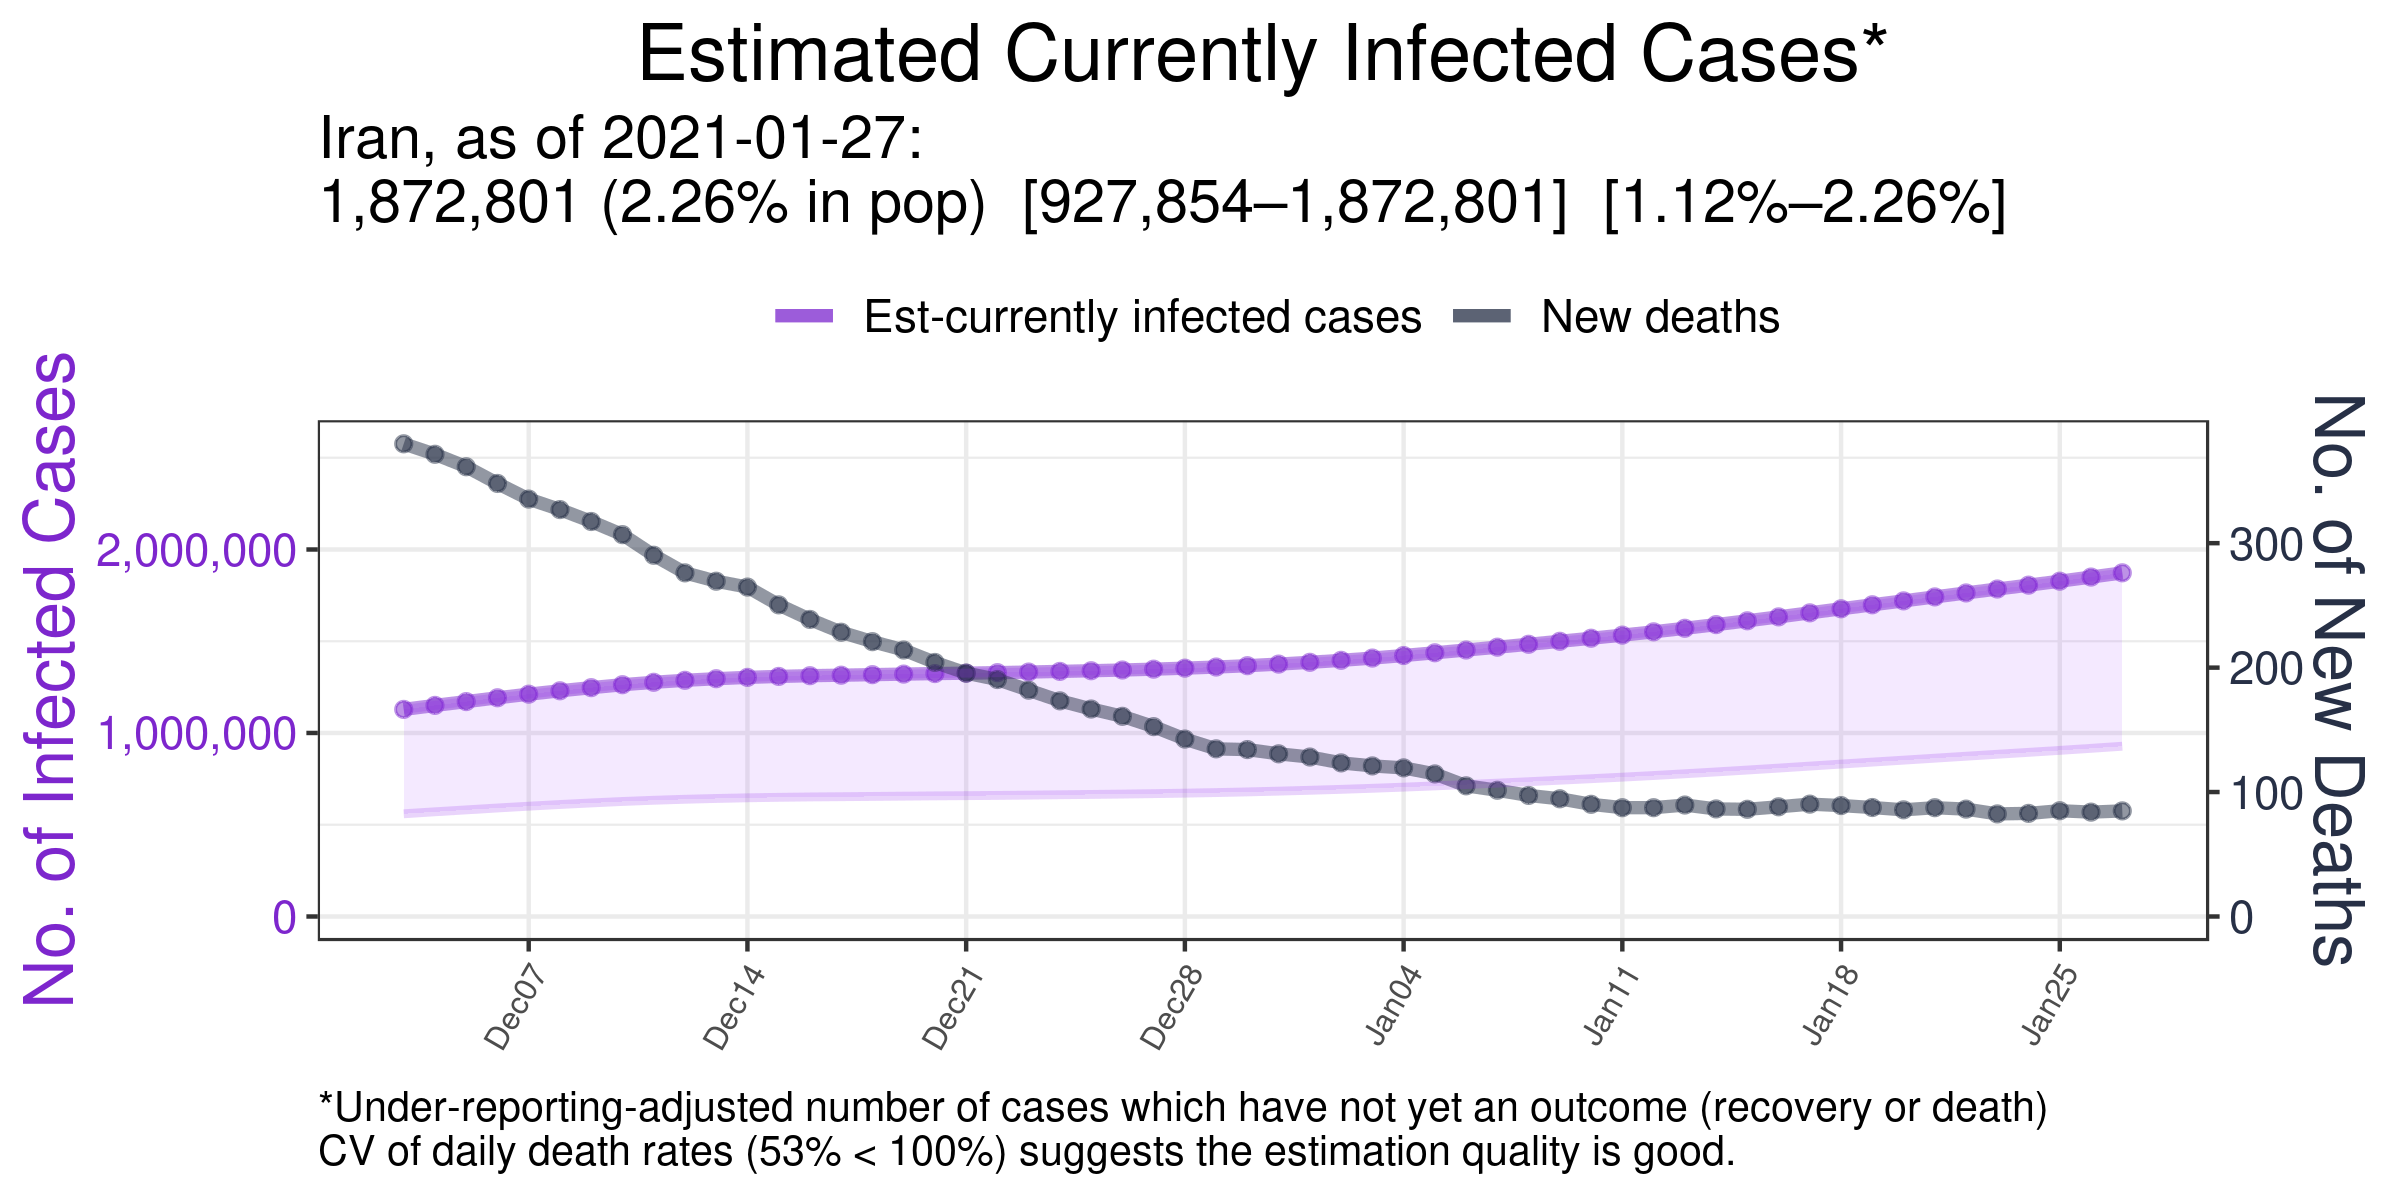 Estimated Currently Infected Cases*
Iran, as of 2021-01-27:
1,872,801 (2.26% in pop)  [927,854–1,872,801]  [1.12%–2.26%]
Est-currently infected cases
New deaths
No. of Infected Cases
2,000,000
1,000,000
0
No. of New Deaths
300
200
100
0
Dec07
Dec14
Dec21
Dec28
Jan04
Jan11
Jan18
Jan25
*Under-reporting-adjusted number of cases which have not yet an outcome (recovery or death)
CV of daily death rates (53% < 100%) suggests the estimation quality is good.